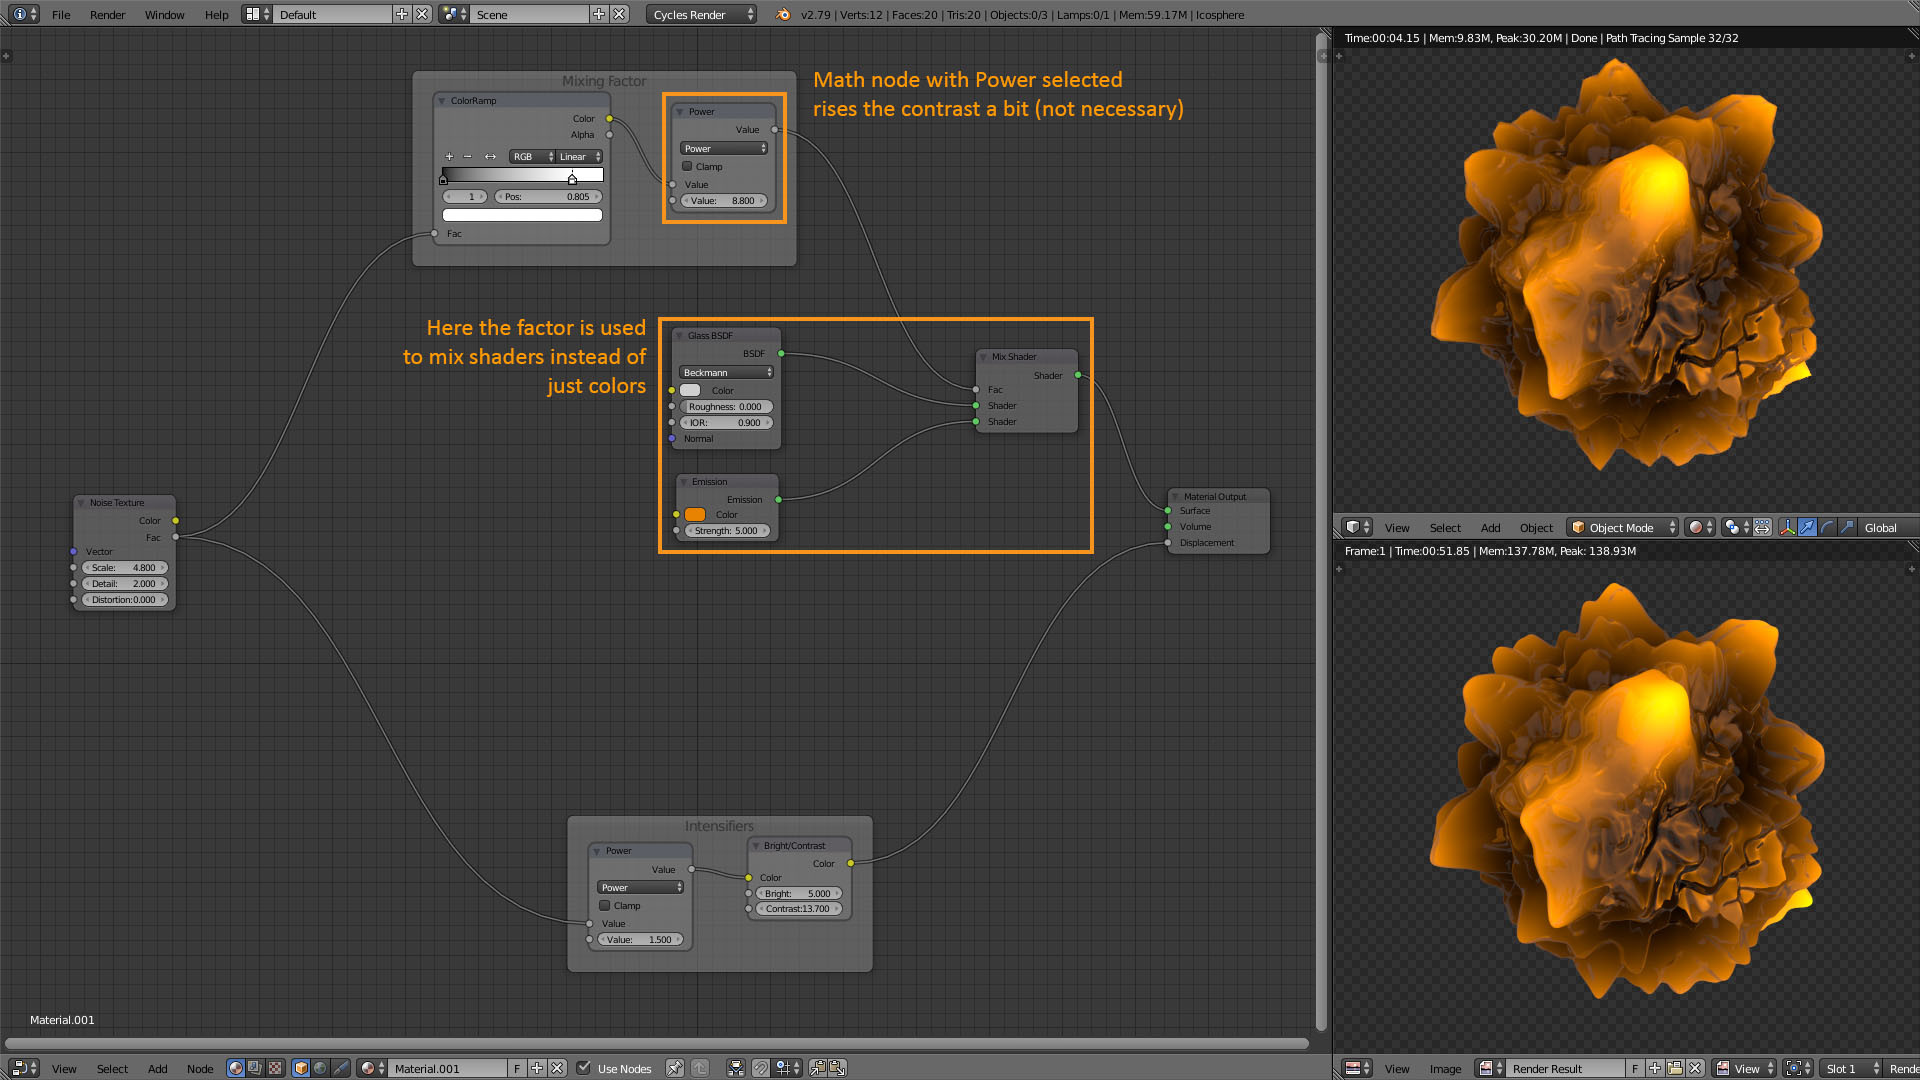 File Render Window Help Default Scene Cycles Render v2.79 | Verts:12 | Faces:20 | Tris:20 | Objects:0/3 | Lamps:0/1 | Mem:59.17M | Icosphere
Mixing Factor
ColorRamp
Color
Alpha
RGB Linear
1 Pos: 0.805
Fac
Power
Value
Power
Clamp
Value
Value: 8.800
Math node with Power selected
rises the contrast a bit (not necessary)
Here the factor is used
to mix shaders instead of
just colors
Glass BSDF
BSDF
Beckmann
Color
Roughness: 0.000
IOR: 0.900
Normal
Emission
Emission
Color
Strength: 5.000
Mix Shader
Shader
Fac
Shader
Shader
Material Output
Surface
Volume
Displacement
Noise Texture
Color
Fac
Vector
Scale: 4.800
Detail: 2.000
Distortion:0.000
Intensifiers
Power
Value
Power
Clamp
Value
Value: 1.500
Bright/Contrast
Color
Color
Bright: 5.000
Contrast:13.700
Material.001
View Select Add Node Material.001 F Use Nodes
Time:00:04.15 | Mem:9.83M, Peak:30.20M | Done | Path Tracing Sample 32/32
View Select Add Object Object Mode Global
Frame:1 | Time:00:51.85 | Mem:137.78M, Peak: 138.93M
View Image Render Result F View Slot 1 Rende